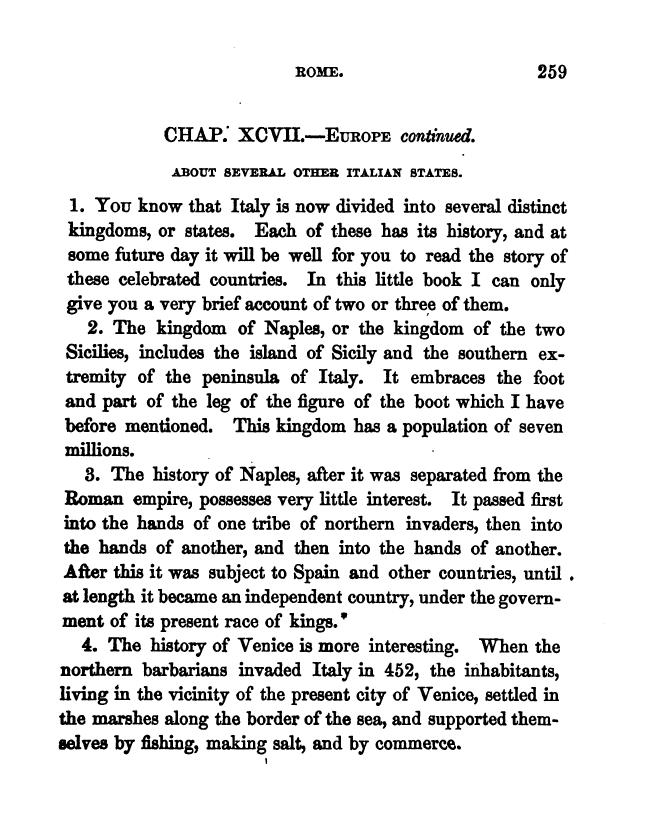 ROME. 259
CHAP. XCVII.—EUROPE continued.
ABOUT SEVERAL OTHER ITALIAN STATES.
1. YOU know that Italy is now divided into several distinct
kingdoms, or states. Each of these has its history, and at
some future day it will be well for you to read the story of
these celebrated countries. In this little book I can only
give you a very brief account of two or three of them.
2. The kingdom of Naples, or the kingdom of the two
Sicilies, includes the island of Sicily and the southern ex-
tremity of the peninsula of Italy. It embraces the foot
and part of the leg of the figure of the boot which I have
before mentioned. This kingdom has a population of seven
millions.
3. The history of Naples, after it was separated from the
Roman empire, possesses very little interest. It passed first
into the hands of one tribe of northern invaders, then into
the hands of another, and then into the hands of another.
After this it was subject to Spain and other countries, until
at length it became an independent country, under the govern-
ment of its present race of kings.*
4. The history of Venice is more interesting. When the
northern barbarians invaded Italy in 452, the inhabitants,
living in the vicinity of the present city of Venice, settled in
the marshes along the border of the sea, and supported them-
selves by fishing, making salt, and by commerce.